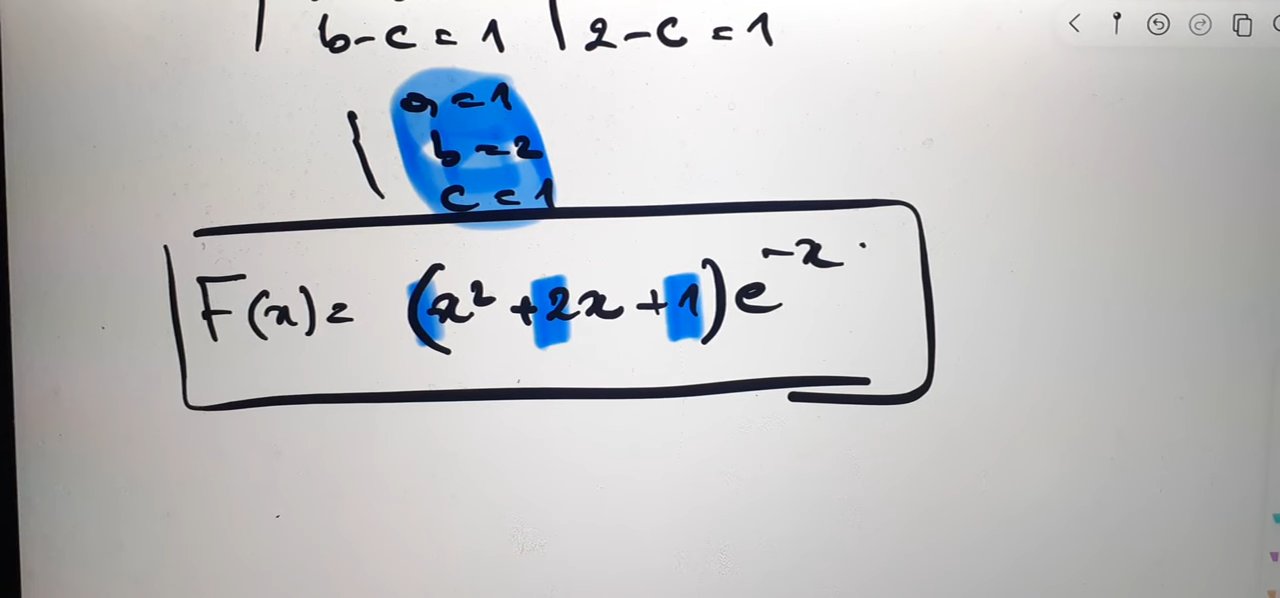 b-c=1 | 2-c=1
a=1
b=2
c=1
F(x)= (x²+2x+1)e⁻ˣ.